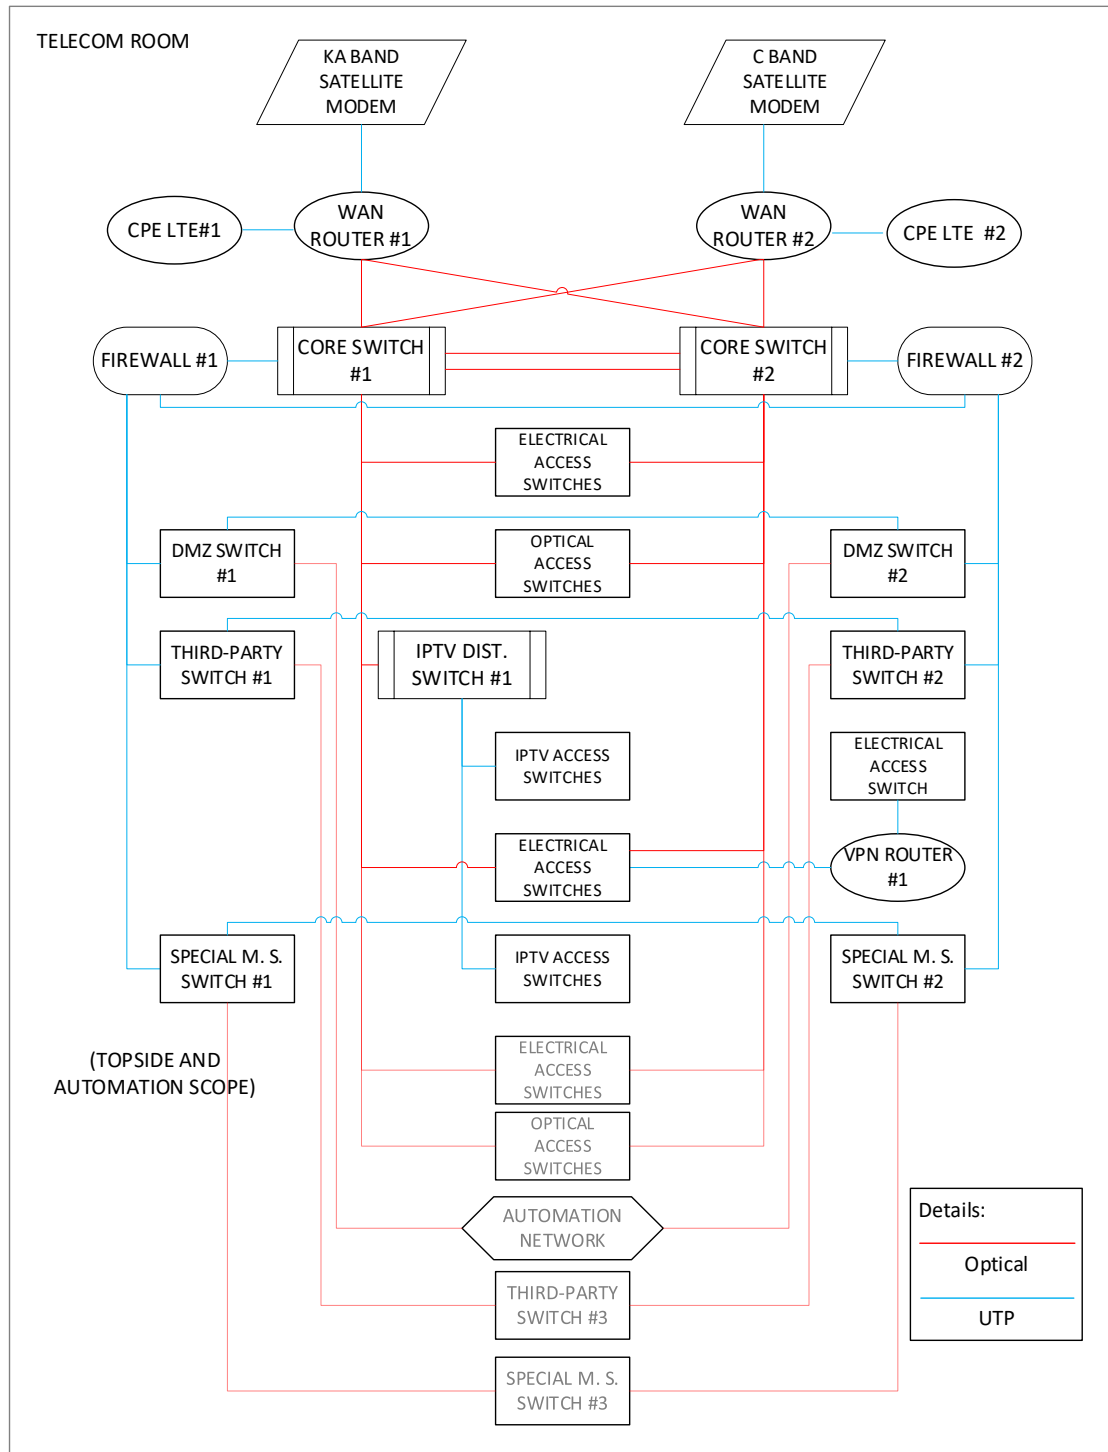 TELECOM ROOM
KA BAND
SATELLITE
MODEM
C BAND
SATELLITE
MODEM
CPE LTE#1
WAN
ROUTER #1
WAN
ROUTER #2
CPE LTE #2
FIREWALL #1
CORE SWITCH
#1
CORE SWITCH
#2
FIREWALL #2
ELECTRICAL
ACCESS
SWITCHES
DMZ SWITCH
#1
OPTICAL
ACCESS
SWITCHES
DMZ SWITCH
#2
THIRD-PARTY
SWITCH #1
IPTV DIST.
SWITCH #1
THIRD-PARTY
SWITCH #2
IPTV ACCESS
SWITCHES
ELECTRICAL
ACCESS
SWITCH
ELECTRICAL
ACCESS
SWITCHES
VPN ROUTER
#1
SPECIAL M. S.
SWITCH #1
IPTV ACCESS
SWITCHES
SPECIAL M. S.
SWITCH #2
(TOPSIDE AND
AUTOMATION SCOPE)
ELECTRICAL
ACCESS
SWITCHES
OPTICAL
ACCESS
SWITCHES
AUTOMATION
NETWORK
THIRD-PARTY
SWITCH #3
SPECIAL M. S.
SWITCH #3
Details:
Optical
UTP